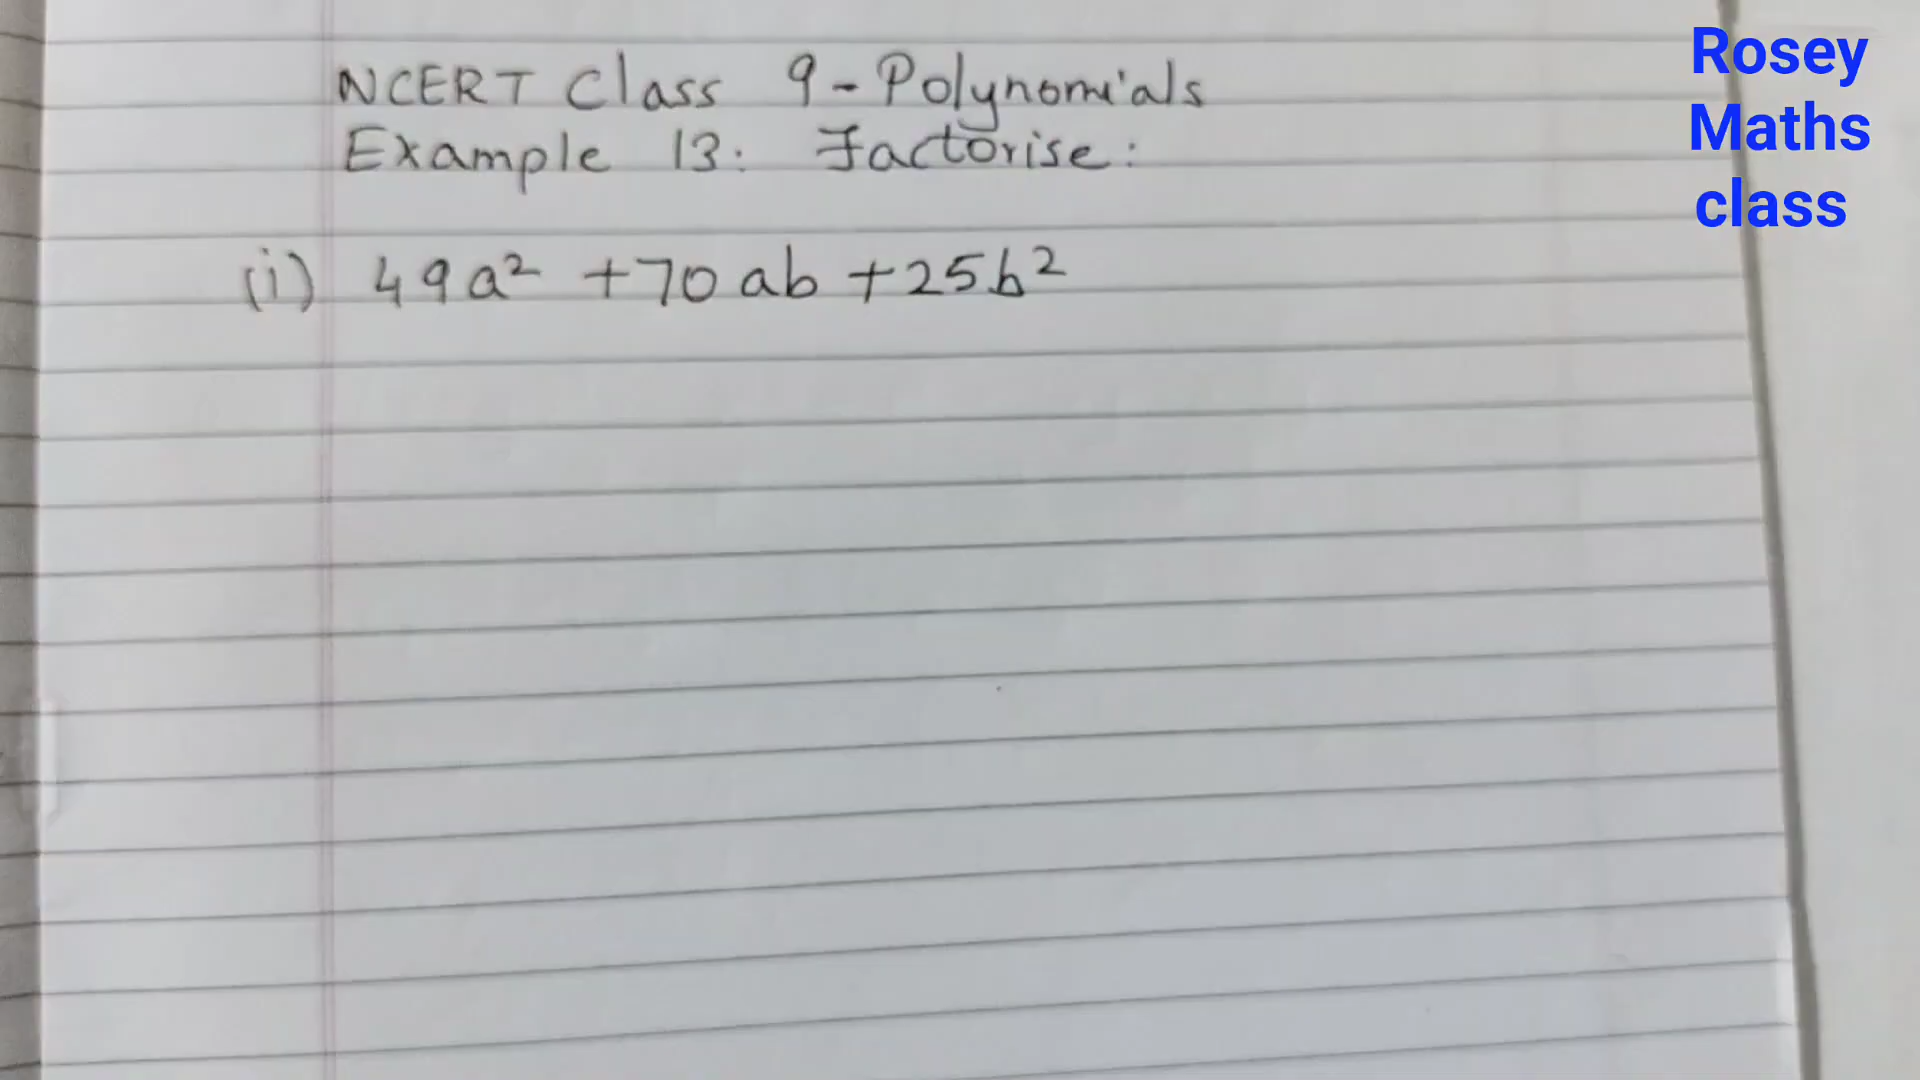 NCERT Class 9 - Polynomials
Example 13: Factorise:
(i) 49a² + 70ab + 25b²
Rosey
Maths
class